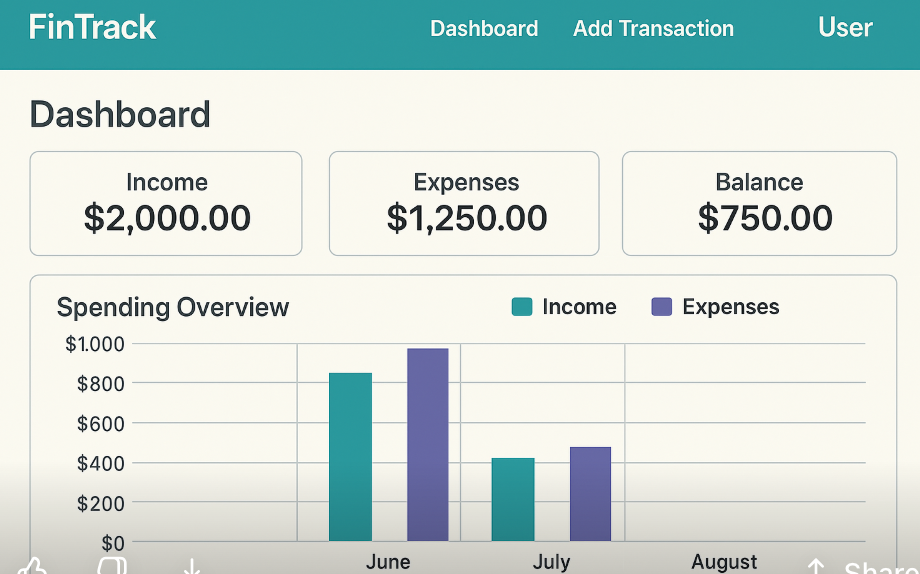 FinTrack Dashboard Add Transaction User
Dashboard
Income Expenses Balance
$2,000.00 $1,250.00 $750.00
Spending Overview Income Expenses
$1.000
$800
$600
$400
$200
$0
June July August
Share